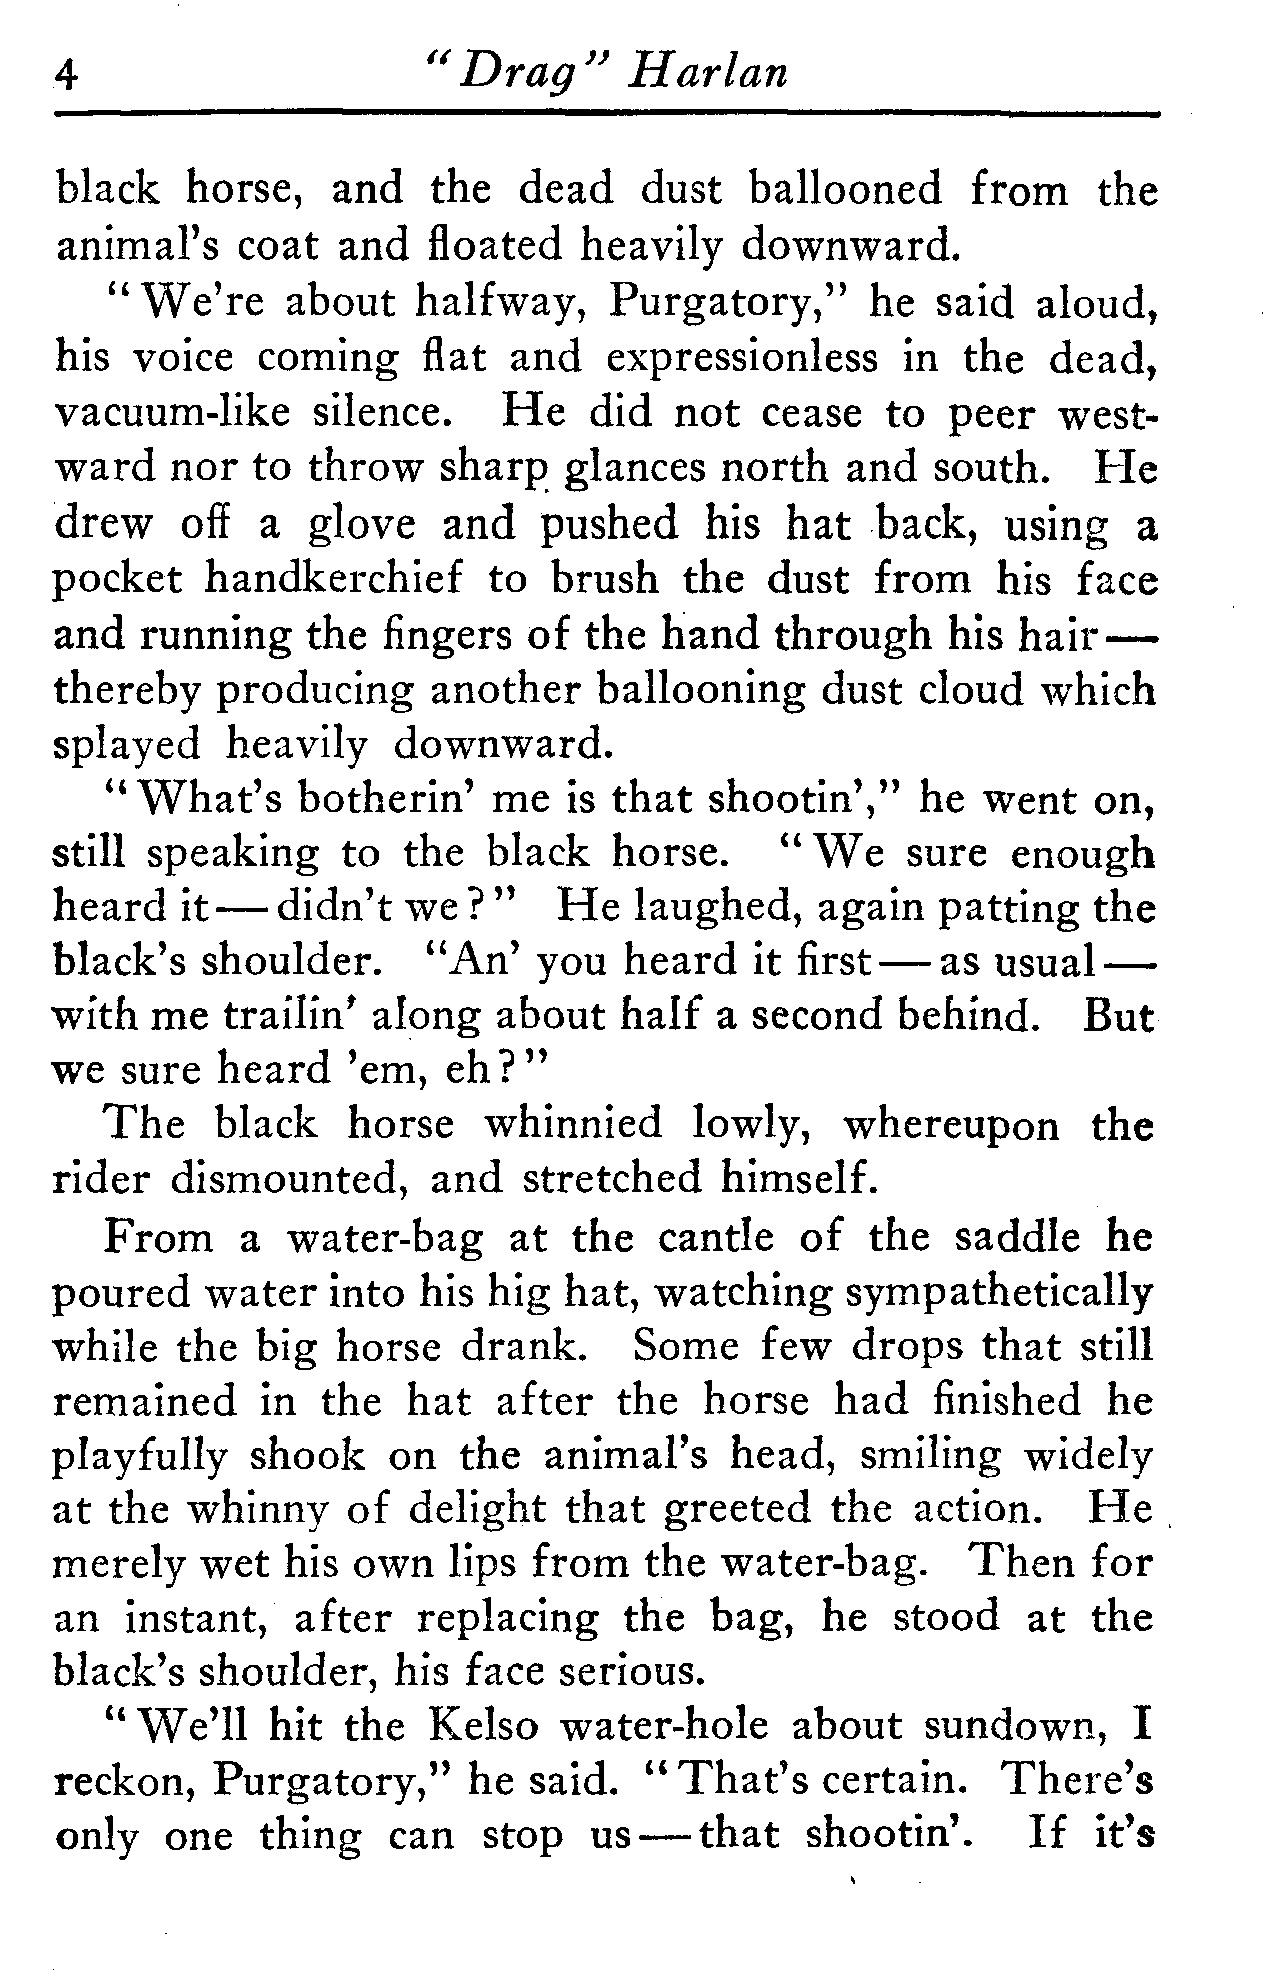 4 "Drag" Harlan
black horse, and the dead dust ballooned from the
animal's coat and floated heavily downward.
"We're about halfway, Purgatory," he said aloud,
his voice coming flat and expressionless in the dead,
vacuum-like silence. He did not cease to peer west-
ward nor to throw sharp glances north and south. He
drew off a glove and pushed his hat back, using a
pocket handkerchief to brush the dust from his face
and running the fingers of the hand through his hair—
thereby producing another ballooning dust cloud which
splayed heavily downward.
"What's botherin' me is that shootin'," he went on,
still speaking to the black horse. "We sure enough
heard it—didn't we?" He laughed, again patting the
black's shoulder. "An' you heard it first—as usual—
with me trailin' along about half a second behind. But
we sure heard 'em, eh?"
The black horse whinnied lowly, whereupon the
rider dismounted, and stretched himself.
From a water-bag at the cantle of the saddle he
poured water into his hig hat, watching sympathetically
while the big horse drank. Some few drops that still
remained in the hat after the horse had finished he
playfully shook on the animal's head, smiling widely
at the whinny of delight that greeted the action. He
merely wet his own lips from the water-bag. Then for
an instant, after replacing the bag, he stood at the
black's shoulder, his face serious.
"We'll hit the Kelso water-hole about sundown, I
reckon, Purgatory," he said. "That's certain. There's
only one thing can stop us—that shootin'. If it's